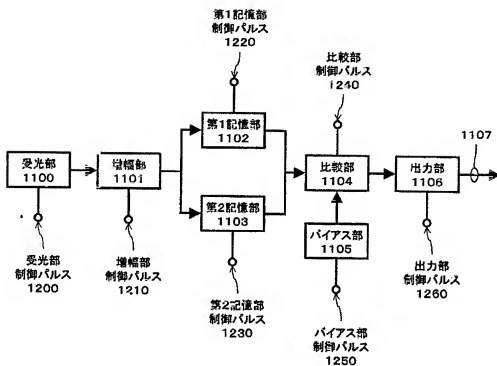 第1記憶部
制御パルス
1220
比較部
制御パルス
1240
1107
第1記憶部
1102
受光部
1100
増幅部
1101
比較部
1104
出力部
1106
第2記憶部
1103
バイアス部
1105
受光部
制御パルス
1200
増幅部
制御パルス
1210
第2記憶部
制御パルス
1230
バイアス部
制御パルス
1250
出力部
制御パルス
1260